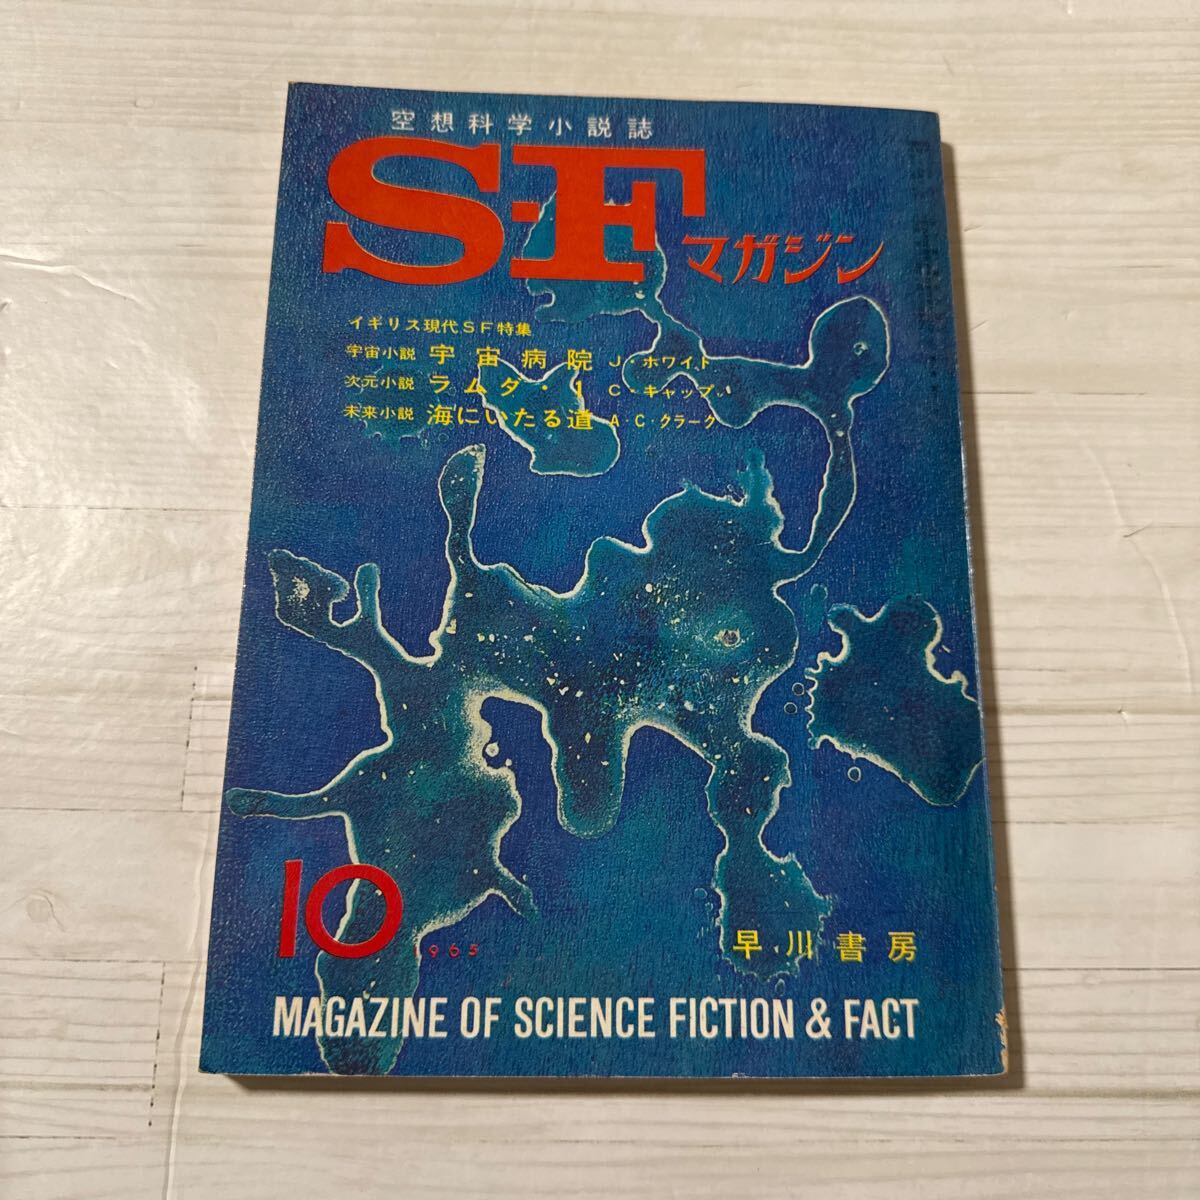 空想科学小説誌
S-Fマガジン
イギリス現代SF特集
宇宙小説 宇宙病院 J・ホワイト
次元小説 ラムダ・1 C・キャップ
未来小説 海にいたる道 A・C・クラーク
10
1965
早川書房
MAGAZINE OF SCIENCE FICTION & FACT